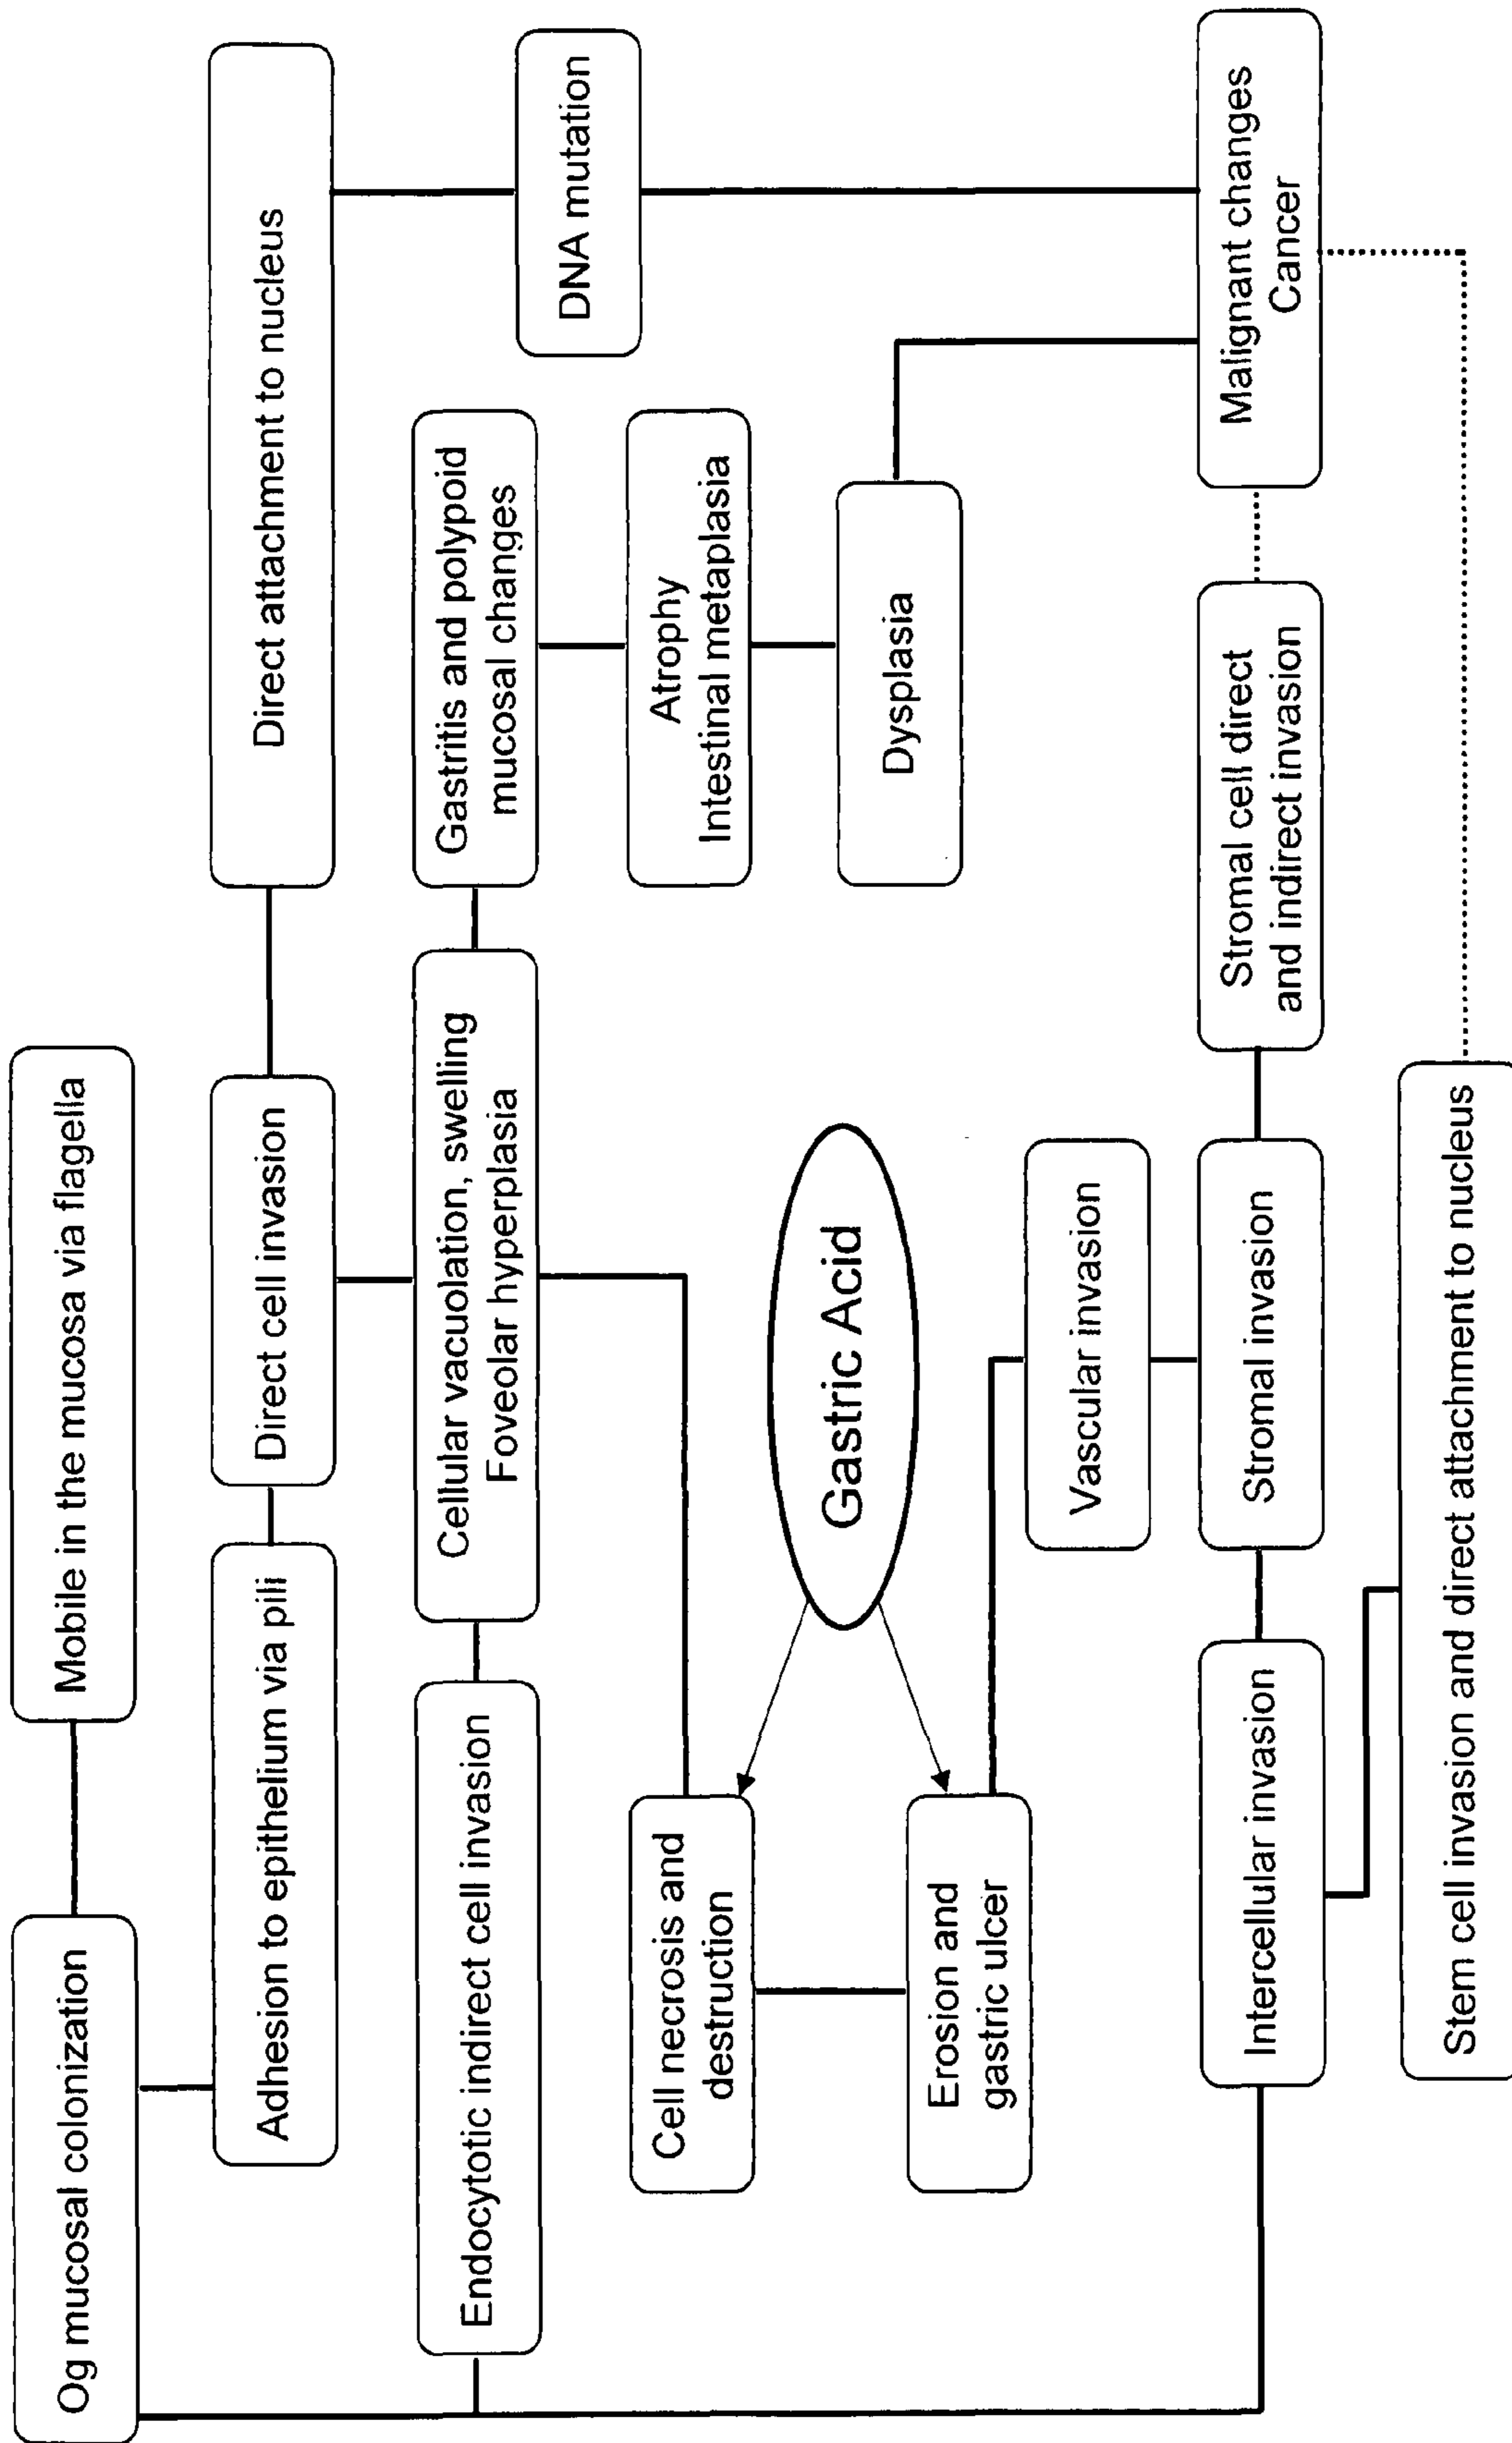 Og mucosal colonization
Mobile in the mucosa via flagella
Adhesion to epithelium via pili
Direct cell invasion
Direct attachment to nucleus
Endocytotic indirect cell invasion
Cellular vacuolation, swelling
Foveolar hyperplasia
Gastritis and polypoid
mucosal changes
DNA mutation
Cell necrosis and
destruction
Atrophy
Intestinal metaplasia
Gastric Acid
Dysplasia
Erosion and
gastric ulcer
Vascular invasion
Intercellular invasion
Stromal invasion
Stromal cell direct
and indirect invasion
Malignant changes
Cancer
Stem cell invasion and direct attachment to nucleus